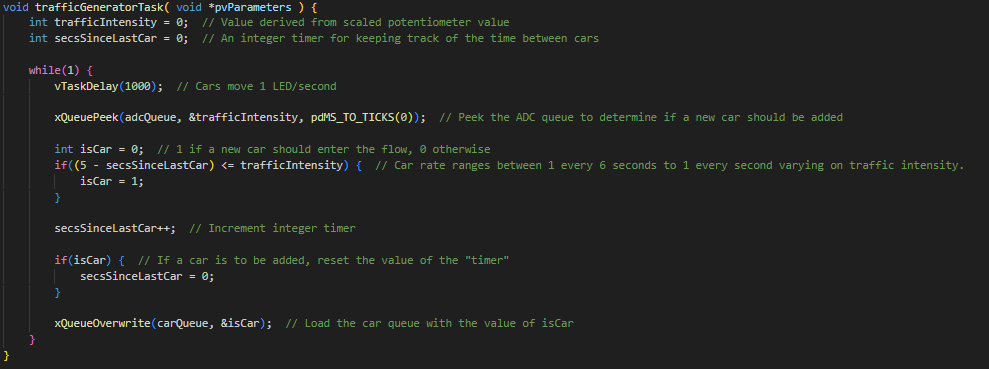 void trafficGeneratorTask( void *pvParameters ) {
    int trafficIntensity = 0;  // Value derived from scaled potentiometer value
    int secsSinceLastCar = 0;  // An integer timer for keeping track of the time between cars

    while(1) {
        vTaskDelay(1000);  // Cars move 1 LED/second

        xQueuePeek(adcQueue, &trafficIntensity, pdMS_TO_TICKS(0));  // Peek the ADC queue to determine if a new car should be added

        int isCar = 0;  // 1 if a new car should enter the flow, 0 otherwise
        if((5 - secsSinceLastCar) <= trafficIntensity) {  // Car rate ranges between 1 every 6 seconds to 1 every second varying on traffic intensity.
            isCar = 1;
        }

        secsSinceLastCar++;  // Increment integer timer

        if(isCar) {  // If a car is to be added, reset the value of the "timer"
            secsSinceLastCar = 0;
        }

        xQueueOverwrite(carQueue, &isCar);  // Load the car queue with the value of isCar
    }
}